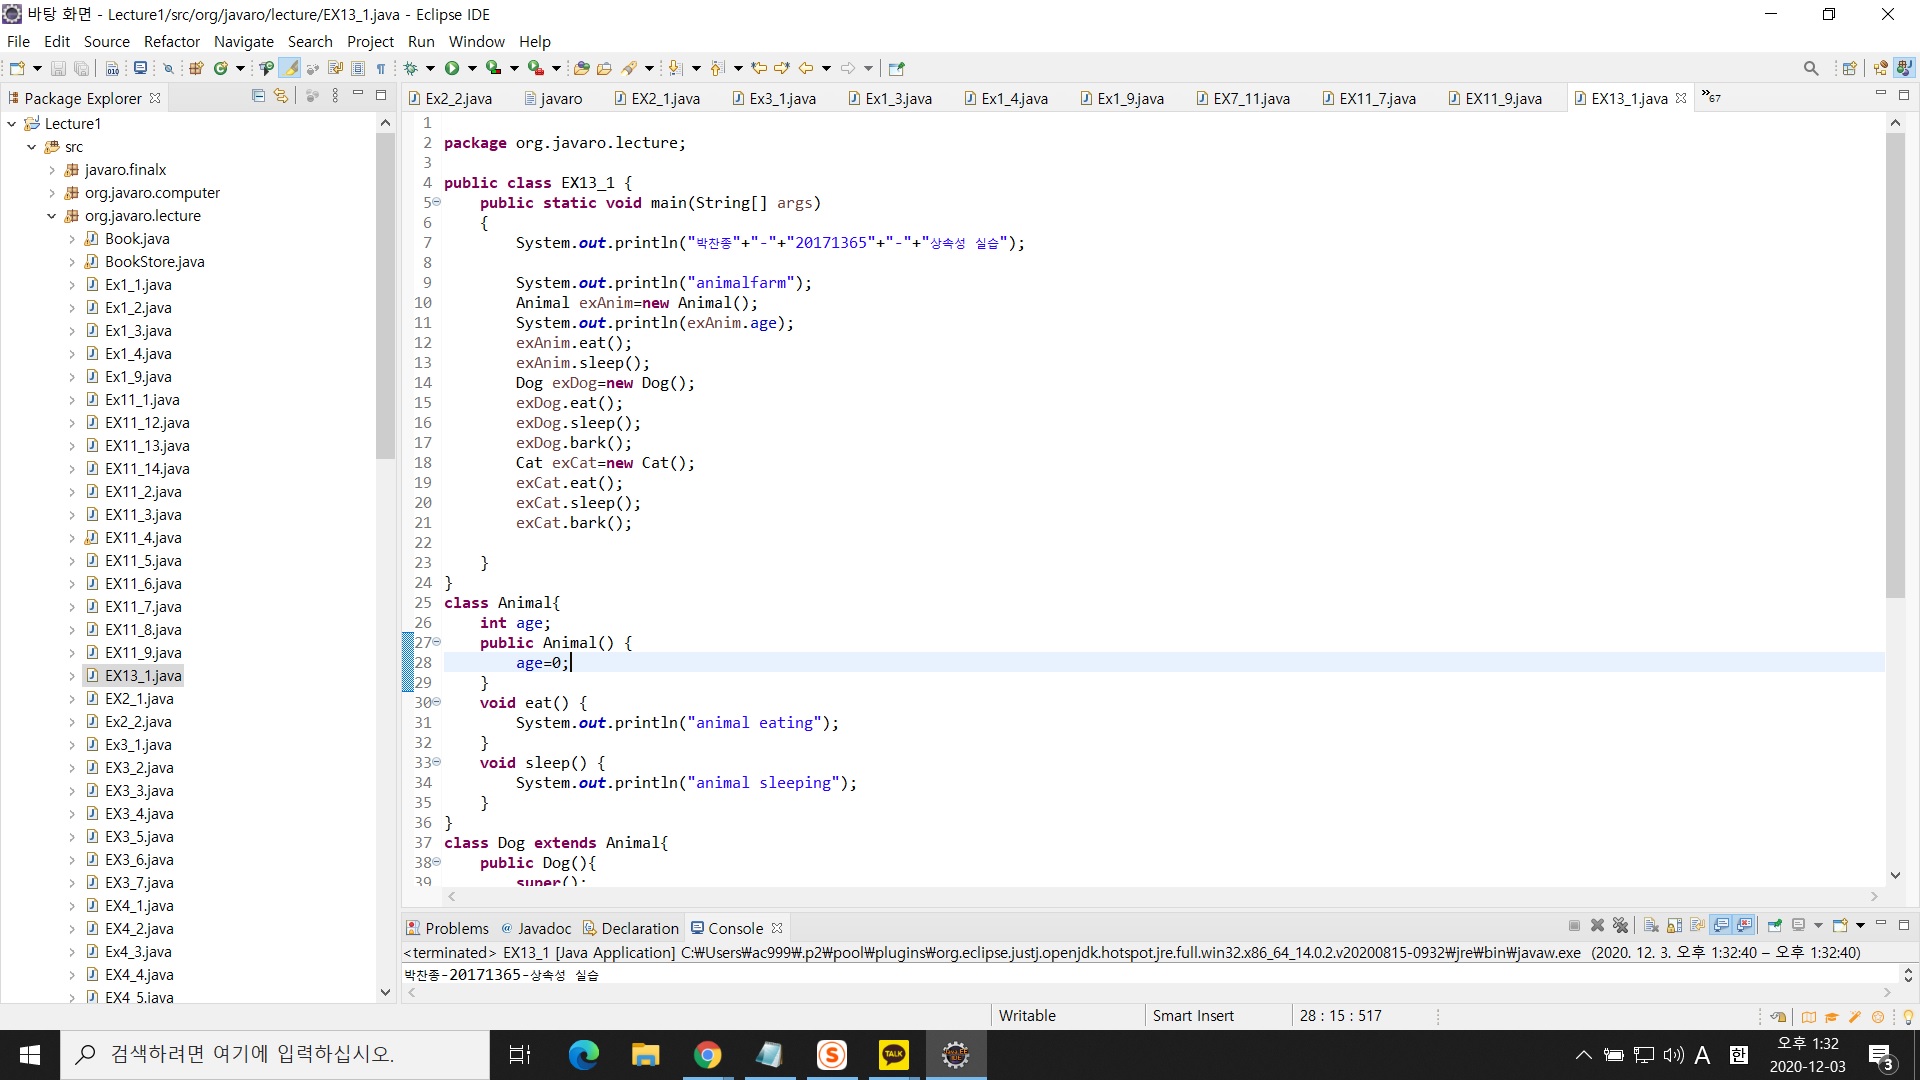 바탕 화면 - Lecture1/src/org/javaro/lecture/EX13_1.java - Eclipse IDE
File Edit Source Refactor Navigate Search Project Run Window Help
Package Explorer
Ex2_2.java javaro EX2_1.java Ex3_1.java Ex1_3.java Ex1_4.java Ex1_9.java EX7_11.java EX11_7.java EX11_9.java EX13_1.java »67
Lecture1
src
javaro.finalx
org.javaro.computer
org.javaro.lecture
Book.java
BookStore.java
Ex1_1.java
Ex1_2.java
Ex1_3.java
Ex1_4.java
Ex1_9.java
Ex11_1.java
EX11_12.java
EX11_13.java
EX11_14.java
EX11_2.java
EX11_3.java
EX11_4.java
EX11_5.java
EX11_6.java
EX11_7.java
EX11_8.java
EX11_9.java
EX13_1.java
EX2_1.java
Ex2_2.java
Ex3_1.java
EX3_2.java
EX3_3.java
EX3_4.java
EX3_5.java
EX3_6.java
EX3_7.java
EX4_1.java
EX4_2.java
Ex4_3.java
EX4_4.java
EX4_5.java
1
2 package org.javaro.lecture;
3
4 public class EX13_1 {
5 public static void main(String[] args)
6 {
7 System.out.println("박찬종"+"-"+"20171365"+"-"+"상속성 실습");
8
9 System.out.println("animalfarm");
10 Animal exAnim=new Animal();
11 System.out.println(exAnim.age);
12 exAnim.eat();
13 exAnim.sleep();
14 Dog exDog=new Dog();
15 exDog.eat();
16 exDog.sleep();
17 exDog.bark();
18 Cat exCat=new Cat();
19 exCat.eat();
20 exCat.sleep();
21 exCat.bark();
22
23 }
24 }
25 class Animal{
26 int age;
27 public Animal() {
28 age=0;
29 }
30 void eat() {
31 System.out.println("animal eating");
32 }
33 void sleep() {
34 System.out.println("animal sleeping");
35 }
36 }
37 class Dog extends Animal{
38 public Dog(){
39 super();
Problems Javadoc Declaration Console
<terminated> EX13_1 [Java Application] C:₩Users₩ac999₩.p2₩pool₩plugins₩org.eclipse.justj.openjdk.hotspot.jre.full.win32.x86_64_14.0.2.v20200815-0932₩jre₩bin₩javaw.exe (2020. 12. 3. 오후 1:32:40 – 오후 1:32:40)
박찬종-20171365-상속성 실습
Writable Smart Insert 28 : 15 : 517
검색하려면 여기에 입력하십시오.
TALK
A 한
오후 1:32
2020-12-03
3